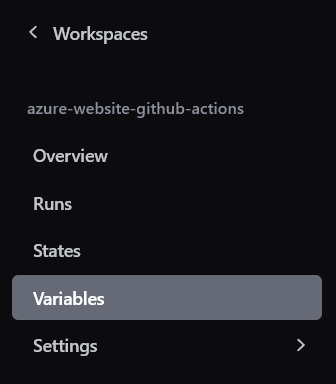 Workspaces
azure-website-github-actions
Overview
Runs
States
Variables
Settings